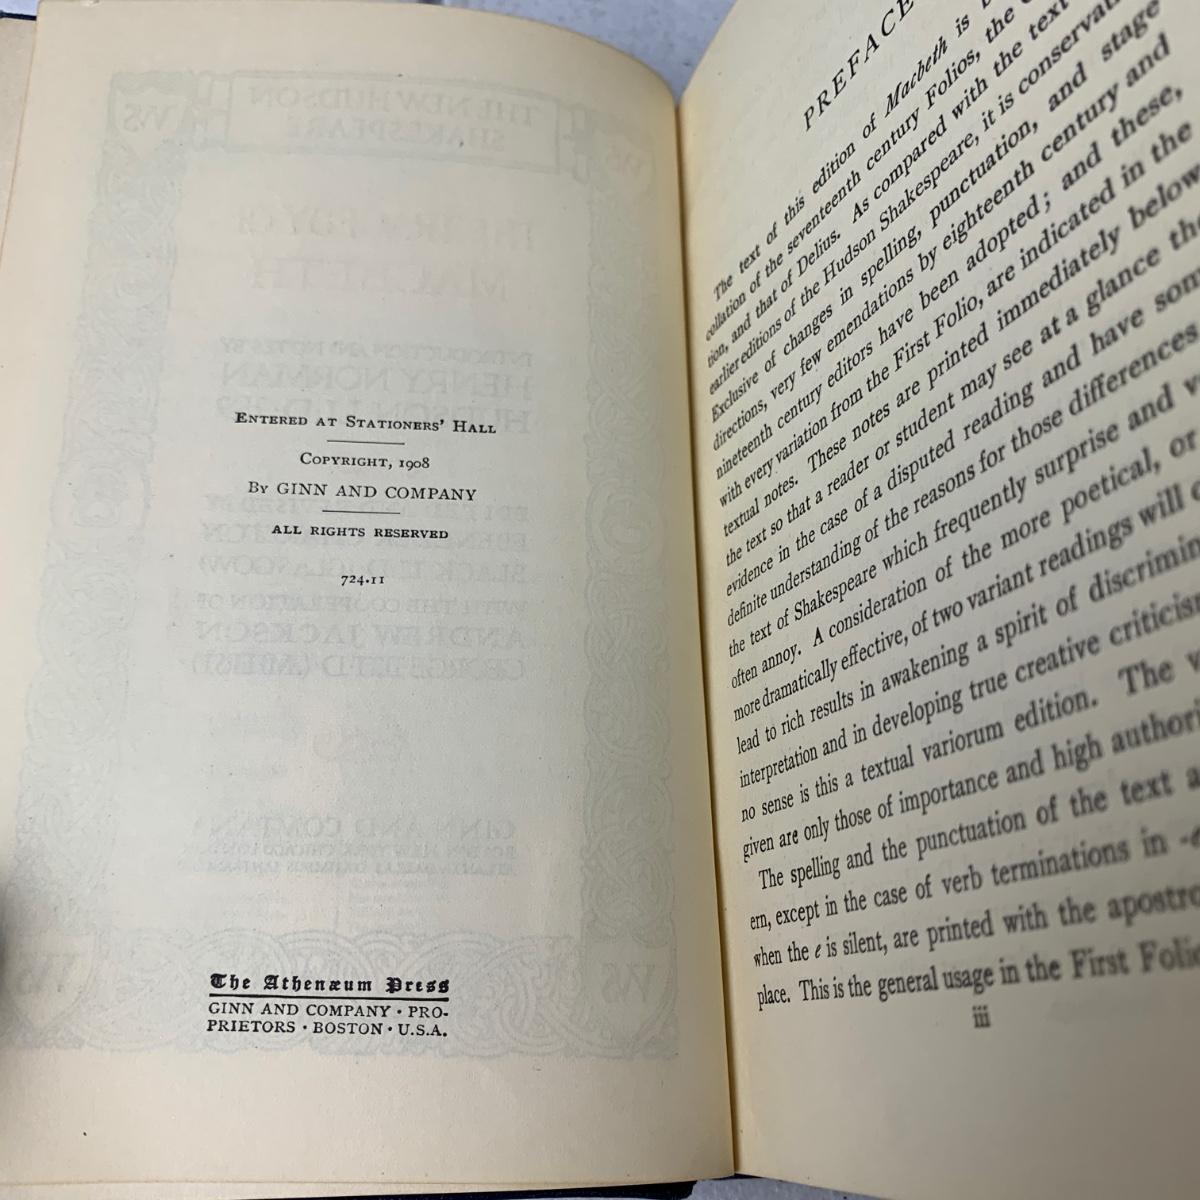 ENTERED AT STATIONERS' HALL
COPYRIGHT, 1908
BY GINN AND COMPANY
ALL RIGHTS RESERVED
724.11
The Athenæum Press
GINN AND COMPANY · PRO-
PRIETORS · BOSTON · U.S.A.
PREFACE
The text of this edition of Macbeth is
collation of the seventeenth century Folios, the
tion, and that of Delius. As compared with the text
earlier editions of the Hudson Shakespeare, it is
Exclusive of changes in spelling, punctuation, and stage
directions, very few emendations by eighteenth century and
nineteenth century editors have been adopted; and these,
with every variation from the First Folio, are indicated in the
textual notes. These notes are printed immediately below
the text so that a reader or student may see at a glance the
evidence in the case of a disputed reading and have some
definite understanding of the reasons for those differences
the text of Shakespeare which frequently surprise and
often annoy. A consideration of the more poetical, or
more dramatically effective, of two variant readings will
lead to rich results in awakening a spirit of
interpretation and in developing true creative criticism
no sense is this a textual variorum edition. The
given are only those of importance and high
The spelling and the punctuation of the text
ern, except in the case of verb terminations in
when the e is silent, are printed with the
place. This is the general usage in the First Folio
iii